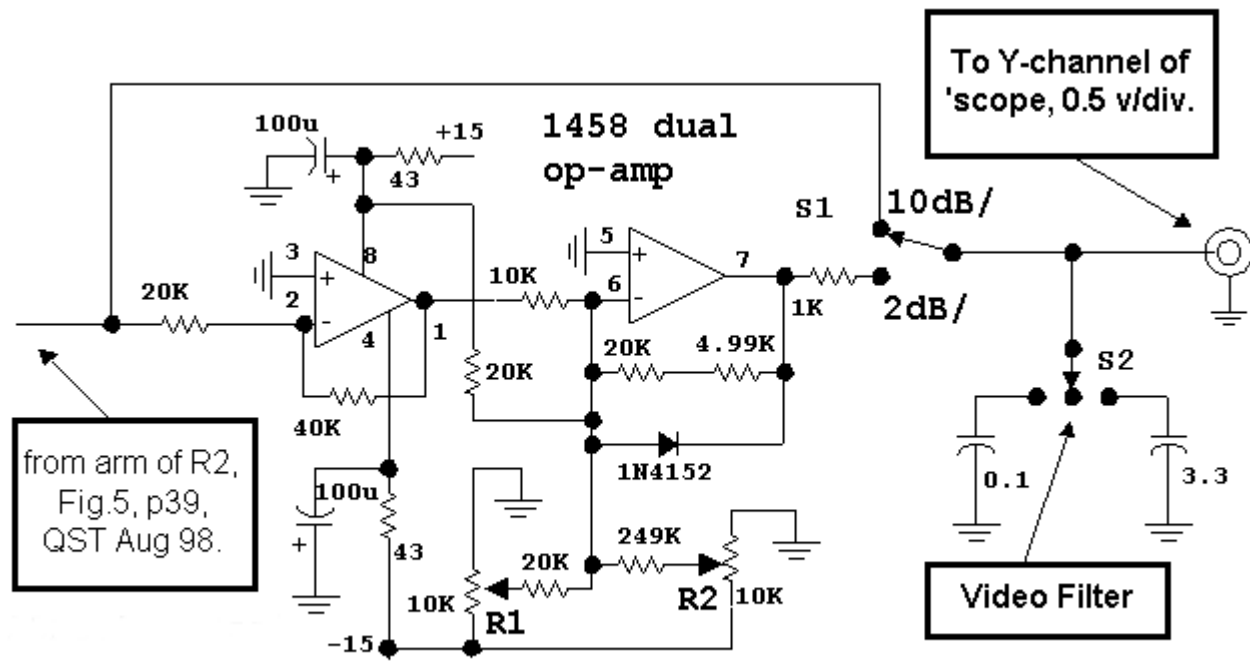 To Y-channel of
'scope, 0.5 v/div.
100u
+
+15
43
1458 dual
op-amp
S1
10dB/
3
+
8
5
+
7
20K
2
-
4
1
10K
6
-
1K
2dB/
40K
20K
20K
4.99K
S2
from arm of R2,
Fig.5, p39,
QST Aug 98.
100u
+
43
1N4152
0.1
3.3
10K
R1
20K
249K
R2
10K
Video Filter
-15